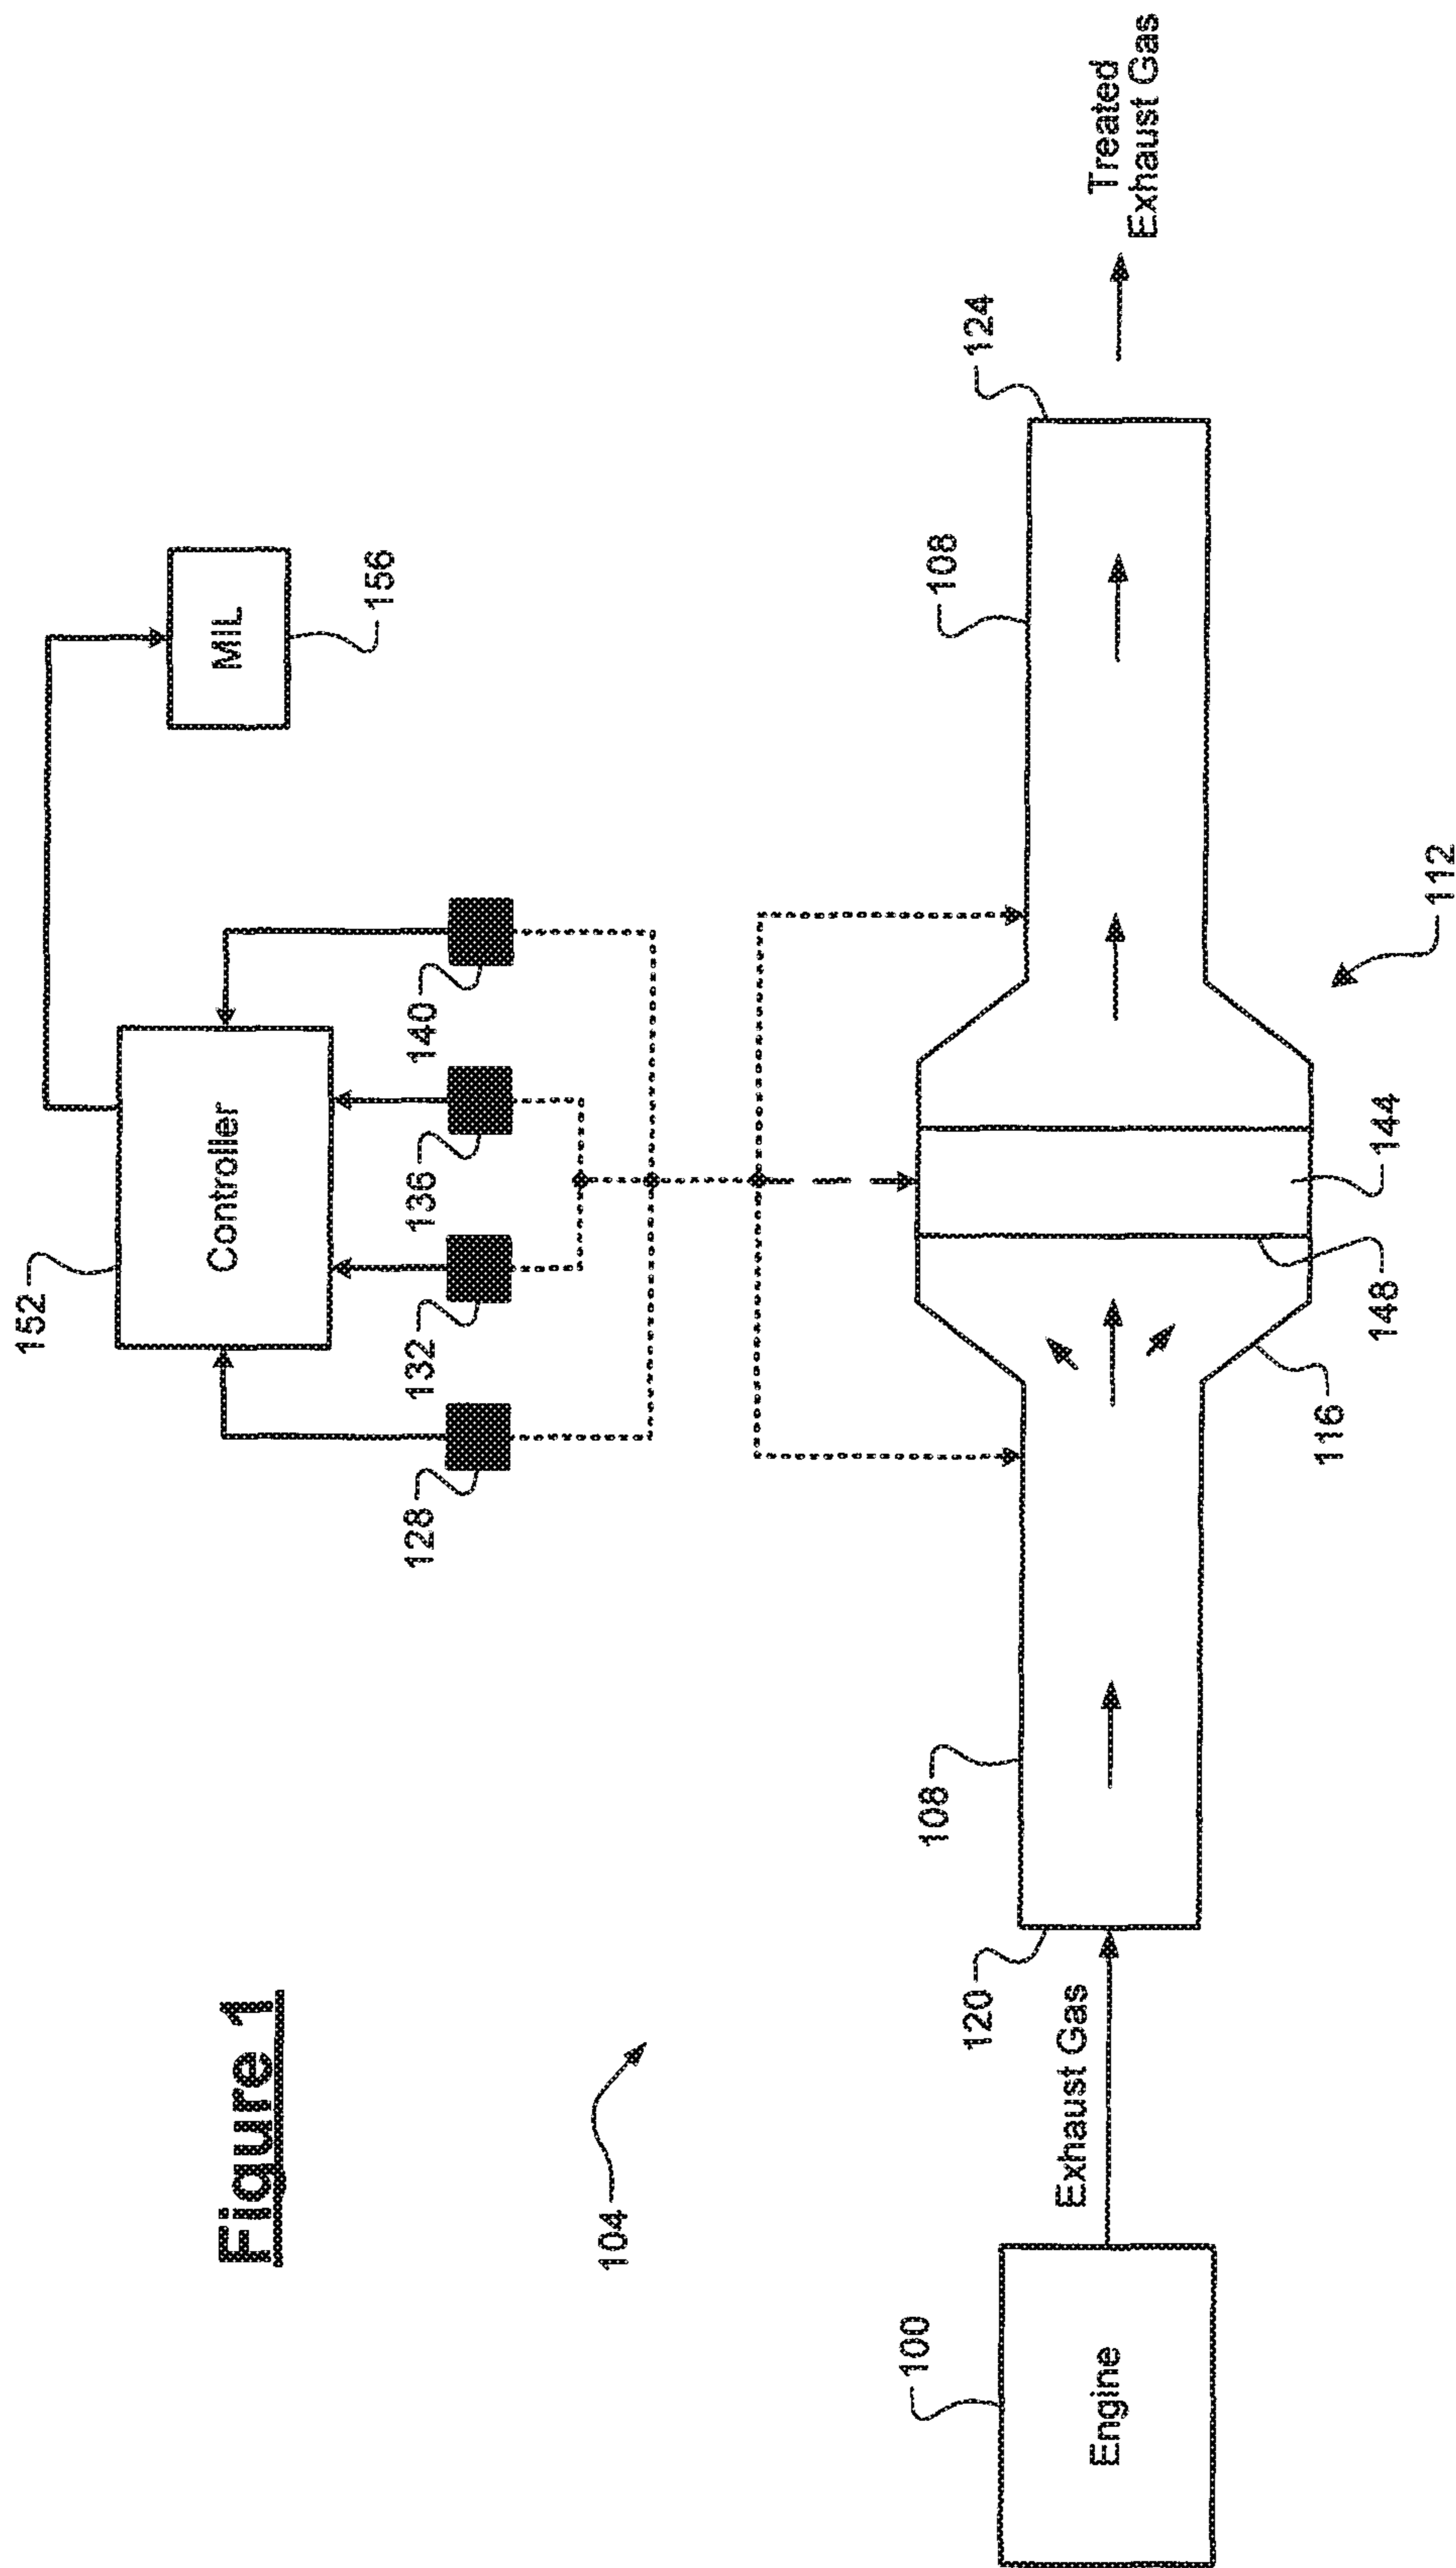 Figure 1
152
Controller
MIL
156
128
132
136
140
104
100
Engine
Exhaust Gas
120
108
116
148
144
112
108
124
Treated
Exhaust Gas